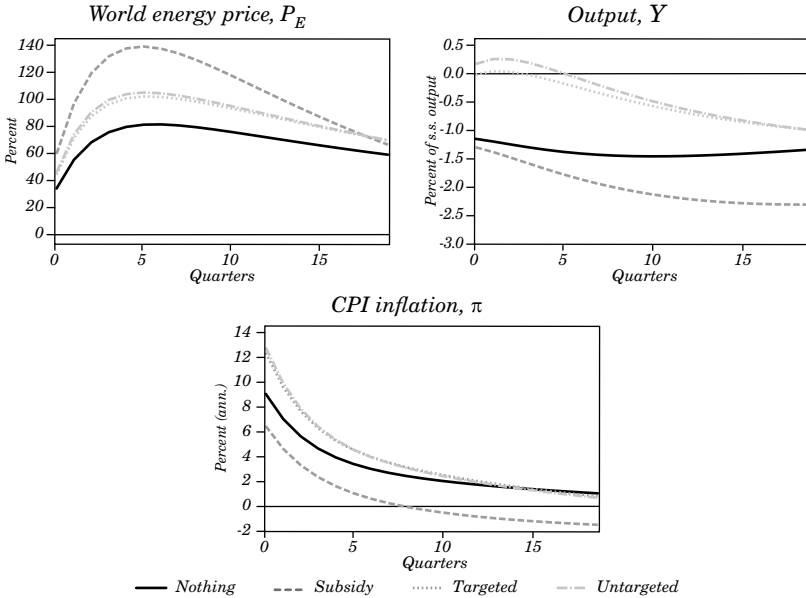 World energy price, P_E
Output, Y
Percent
140
120
100
80
60
40
20
0
0 5 10 15
Quarters
Percent of s.s. output
0.5
0.0
-0.5
-1.0
-1.5
-2.0
-2.5
-3.0
0 5 10 15
Quarters
CPI inflation, π
Percent (ann.)
14
12
10
8
6
4
2
0
-2
0 5 10 15
Quarters
Nothing Subsidy Targeted Untargeted